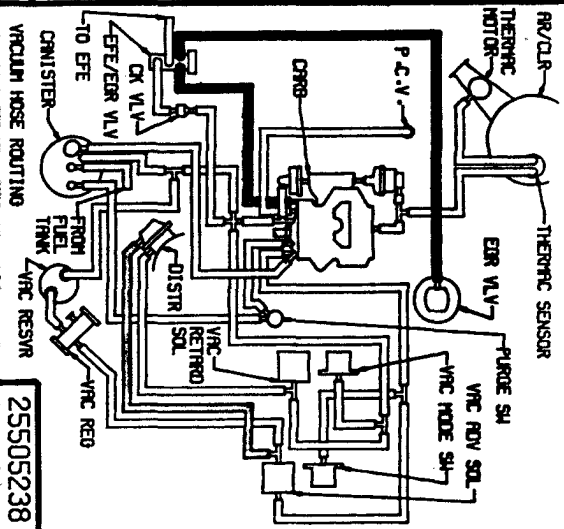 AR/CLR
THERMAC
MOTOR
THERMAC SENSOR
P.C.V.
CARB
EGR VLV
TO EFE
EFE/EGR VLV
CK VLV
CANISTER
VACUUM HOSE ROUTING
FROM
FUEL
TANK
VAC RESVR
VAC REG
DISTR
VAC
RETARD
SOL
PURGE SW
VAC MODE SW
VAC ADV SOL
25505238